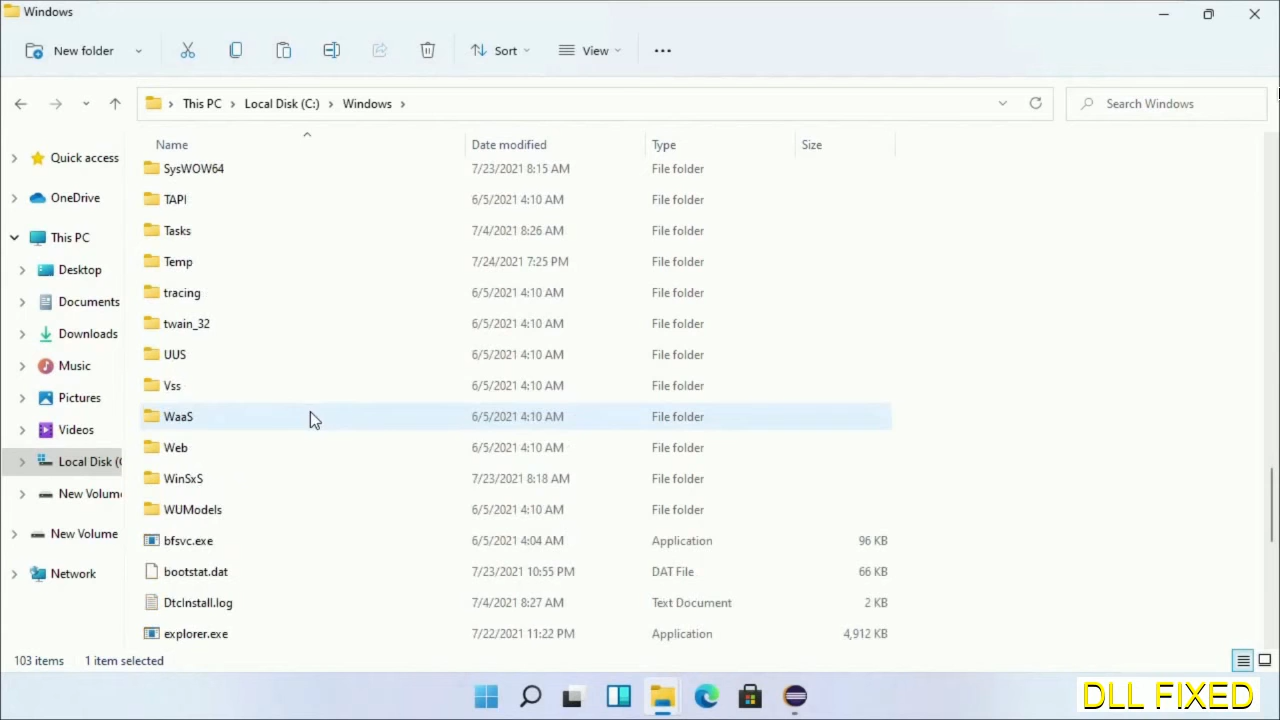 Windows
New folder Sort View
This PC Local Disk (C:) Windows Search Windows
Name Date modified Type Size
Quick access
OneDrive
This PC
Desktop
Documents
Downloads
Music
Pictures
Videos
Local Disk (
New Volum
New Volume
Network
SysWOW64 7/23/2021 8:15 AM File folder
TAPI 6/5/2021 4:10 AM File folder
Tasks 7/4/2021 8:26 AM File folder
Temp 7/24/2021 7:25 PM File folder
tracing 6/5/2021 4:10 AM File folder
twain_32 6/5/2021 4:10 AM File folder
UUS 6/5/2021 4:10 AM File folder
Vss 6/5/2021 4:10 AM File folder
WaaS 6/5/2021 4:10 AM File folder
Web 6/5/2021 4:10 AM File folder
WinSxS 7/23/2021 8:18 AM File folder
WUModels 6/5/2021 4:10 AM File folder
bfsvc.exe 6/5/2021 4:04 AM Application 96 KB
bootstat.dat 7/23/2021 10:55 PM DAT File 66 KB
DtcInstall.log 7/4/2021 8:27 AM Text Document 2 KB
explorer.exe 7/22/2021 11:22 PM Application 4,912 KB
103 items 1 item selected
DLL FIXED